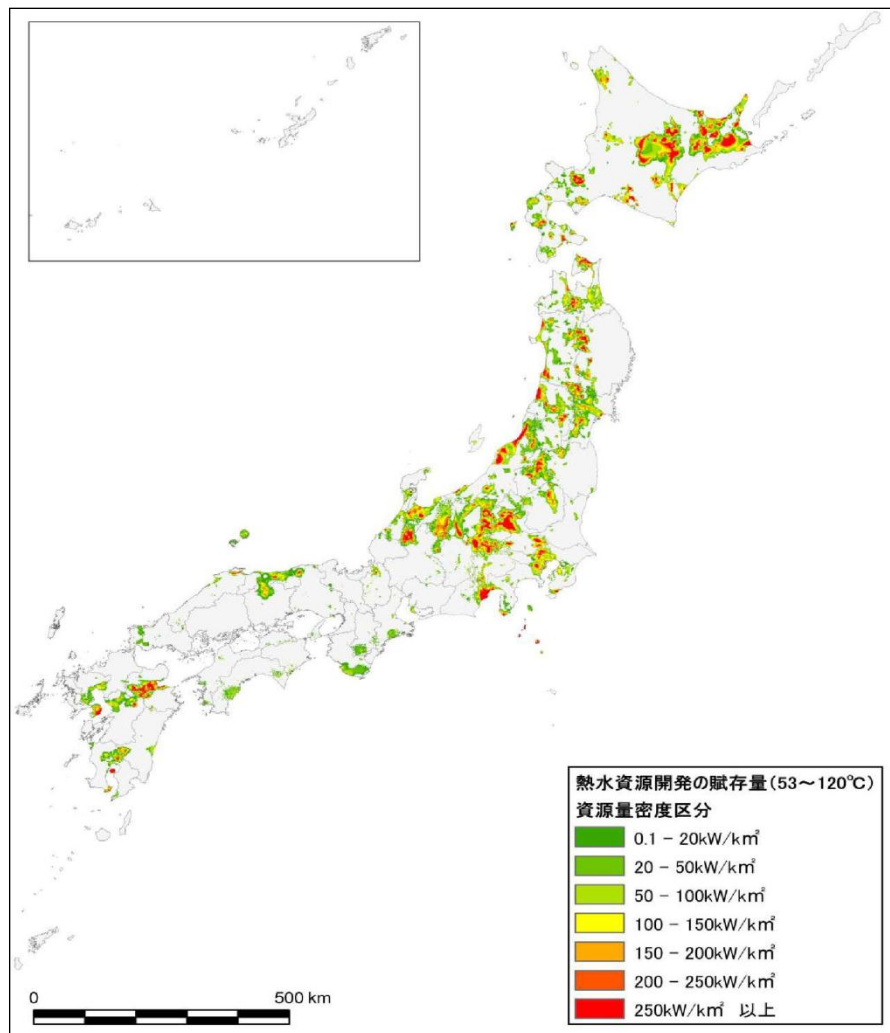 熱水資源開発の賦存量(53～120℃)
資源量密度区分
0.1 － 20kW/k㎡
20 － 50kW/k㎡
50 － 100kW/k㎡
100 － 150kW/k㎡
150 － 200kW/k㎡
200 － 250kW/k㎡
250kW/k㎡ 以上
0 500 km